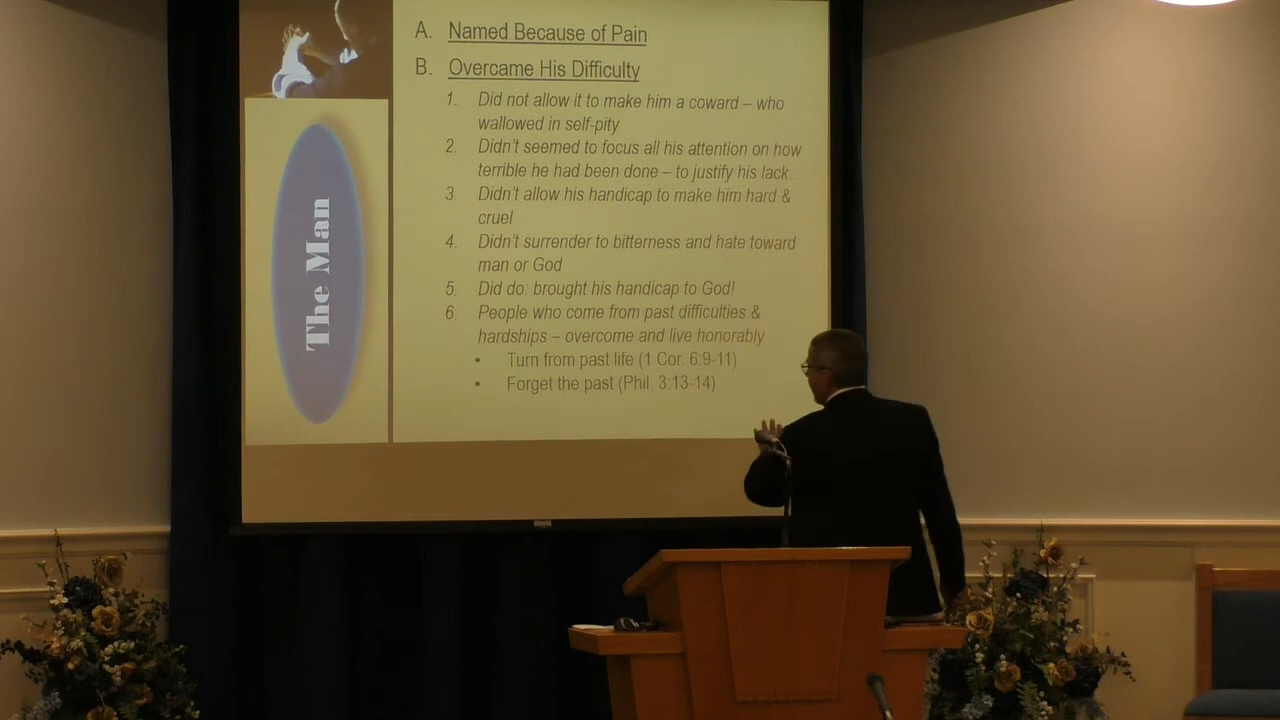 A. Named Because of Pain
B. Overcame His Difficulty
1. Did not allow it to make him a coward – who
wallowed in self-pity
2. Didn't seemed to focus all his attention on how
terrible he had been done – to justify his lack
3. Didn't allow his handicap to make him hard &
cruel
4. Didn't surrender to bitterness and hate toward
man or God
5. Did do: brought his handicap to God!
6. People who come from past difficulties &
hardships – overcome and live honorably
• Turn from past life (1 Cor. 6:9-11)
• Forget the past (Phil. 3:13-14)
The Man